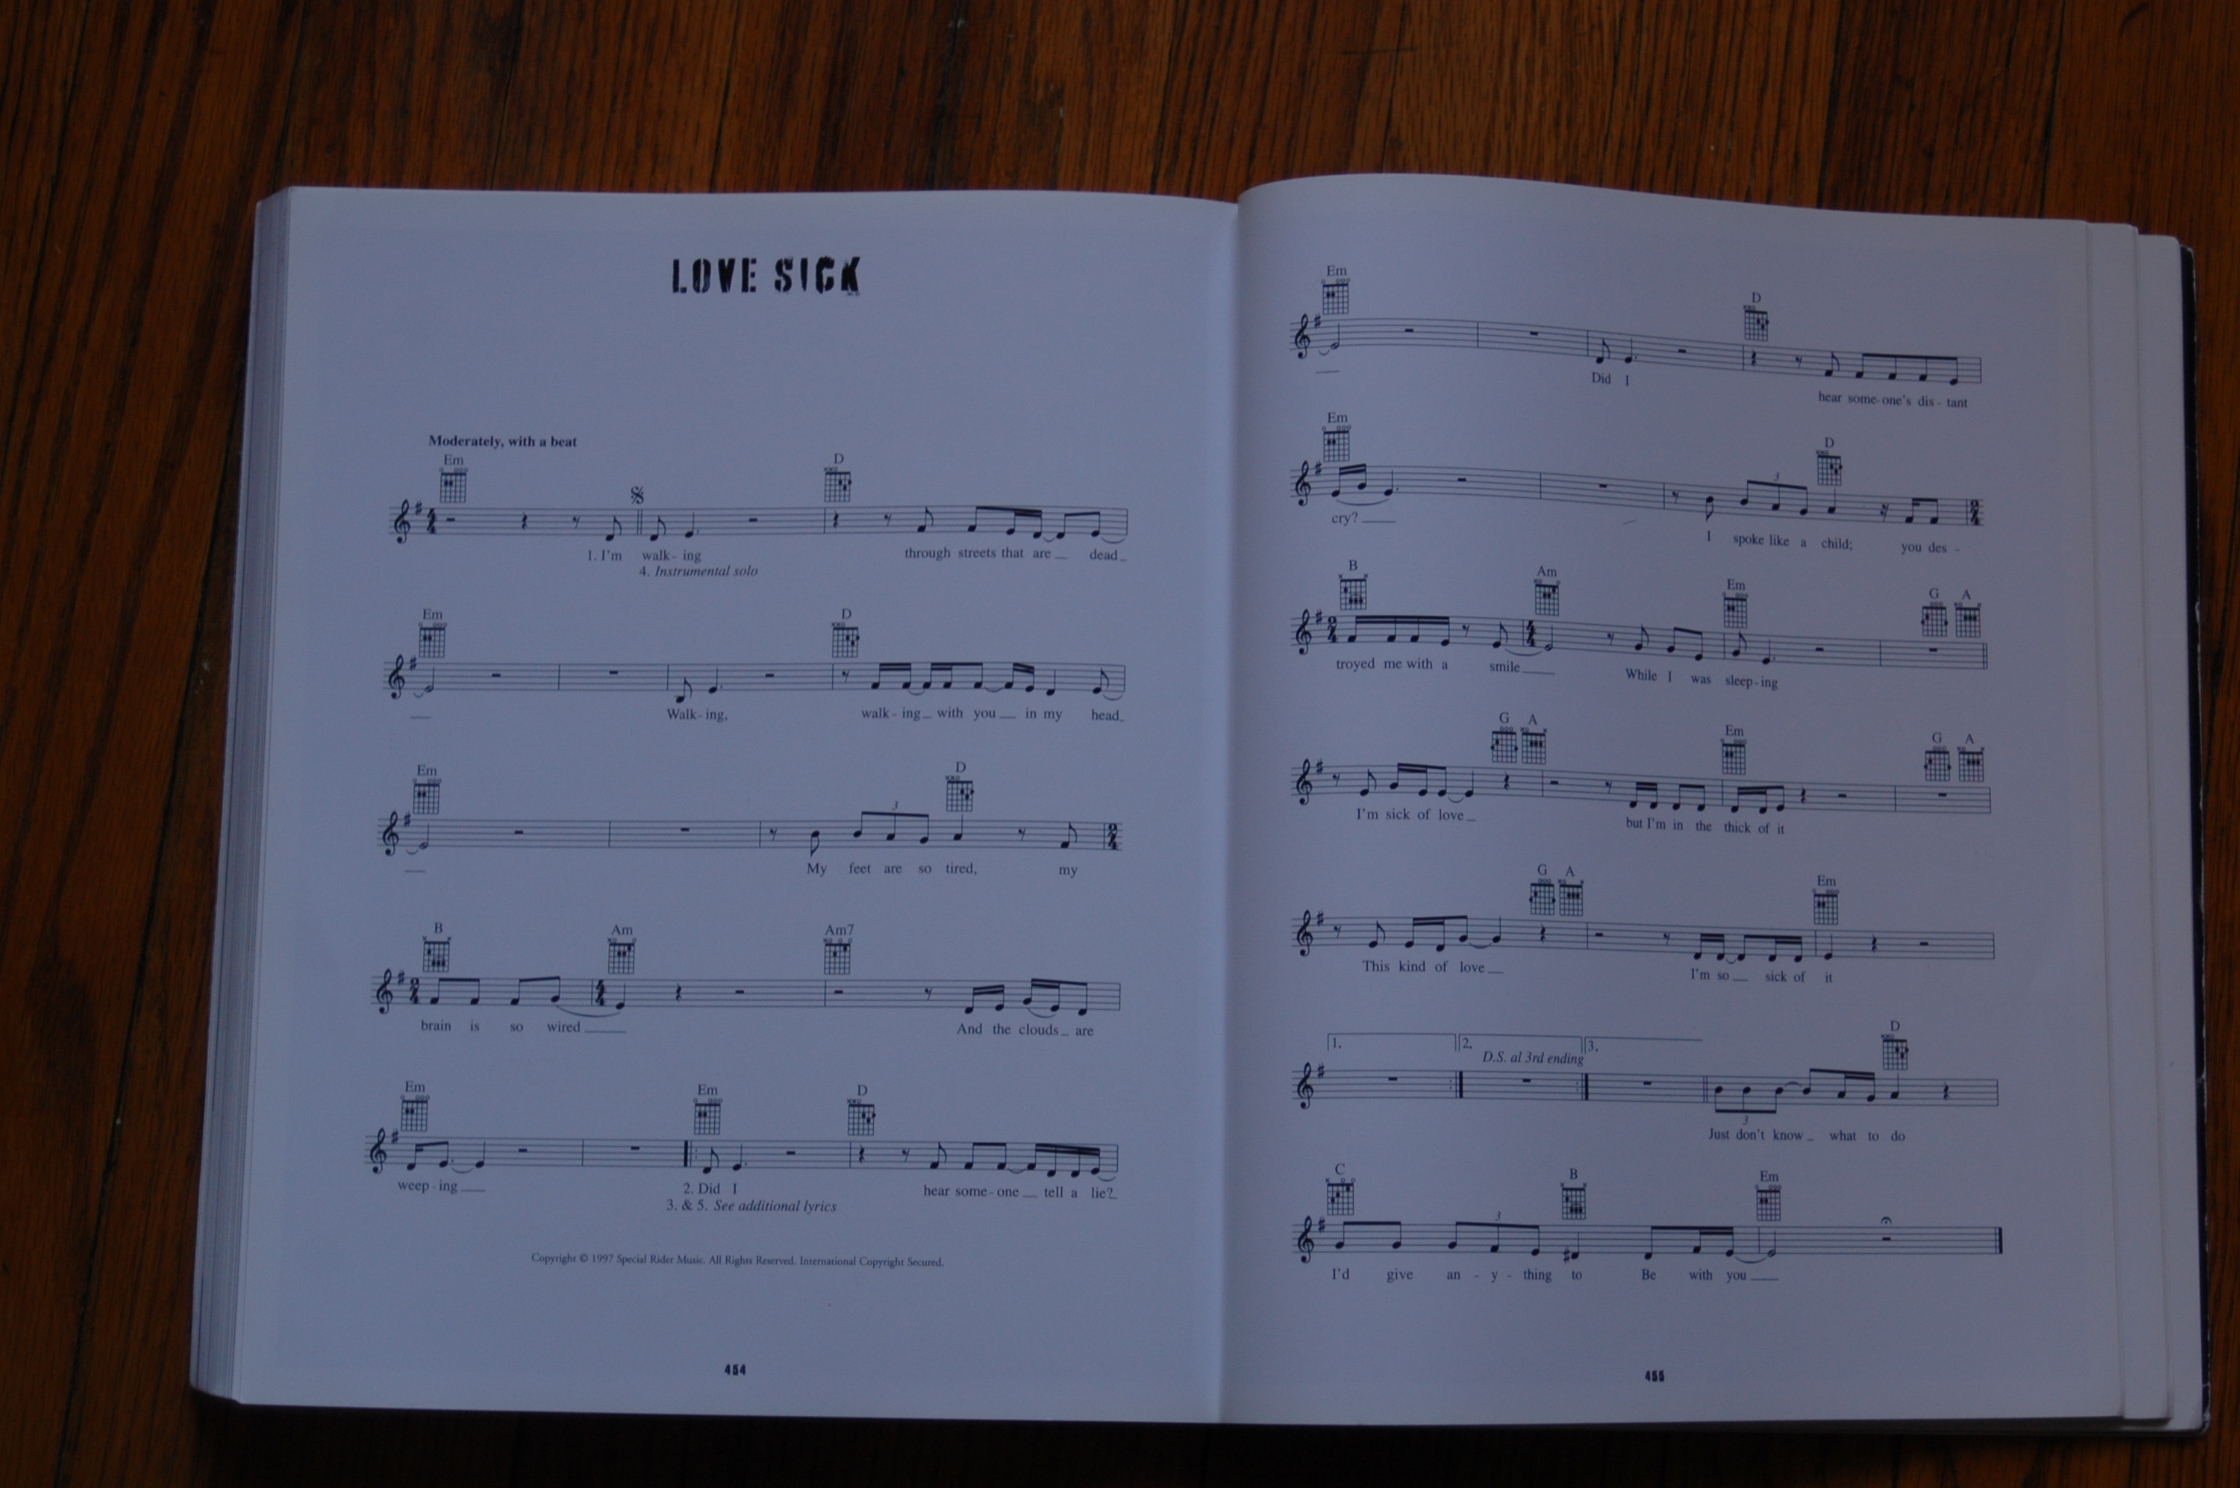 LOVE SICK
Moderately, with a beat
Em D
1. I'm walk - ing through streets that are dead
4. Instrumental solo
Em D
Walk - ing, walk - ing with you in my head
Em D
3
My feet are so tired, my
B Am Am7
brain is so wired And the clouds are
Em Em D
weep - ing 2. Did I hear some - one tell a lie?
3. & 5. See additional lyrics
Copyright © 1997 Special Rider Music. All Rights Reserved. International Copyright Secured.
454
Em D
Did I hear some - one's dis - tant
Em D
3
cry? I spoke like a child; you des -
B Am Em G A
troyed me with a smile While I was sleep - ing
G A Em G A
I'm sick of love but I'm in the thick of it
G A Em
This kind of love I'm so sick of it
1. 2. D.S. al 3rd ending 3. D
3
Just don't know what to do
C B Em
3
I'd give an - y - thing to Be with you
455